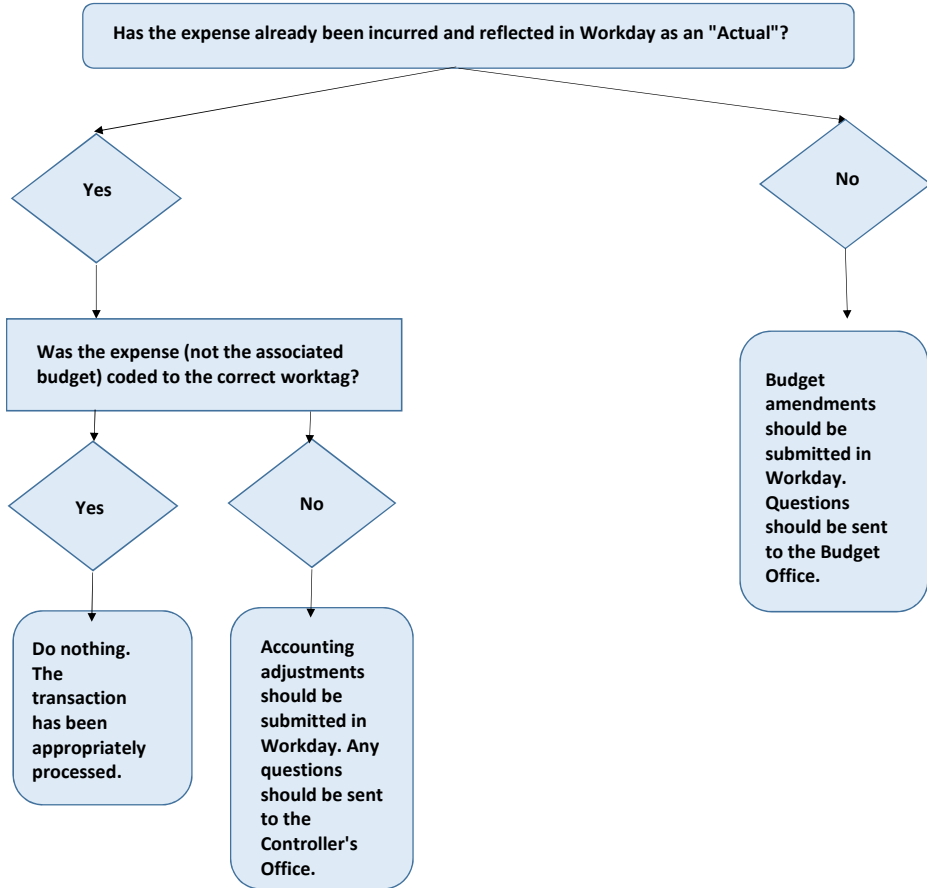 Has the expense already been incurred and reflected in Workday as an "Actual"?
Yes
No
Was the expense (not the associated
budget) coded to the correct worktag?
Yes
No
Do nothing.
The
transaction
has been
appropriately
processed.
Accounting
adjustments
should be
submitted in
Workday. Any
questions
should be sent
to the
Controller's
Office.
Budget
amendments
should be
submitted in
Workday.
Questions
should be sent
to the Budget
Office.